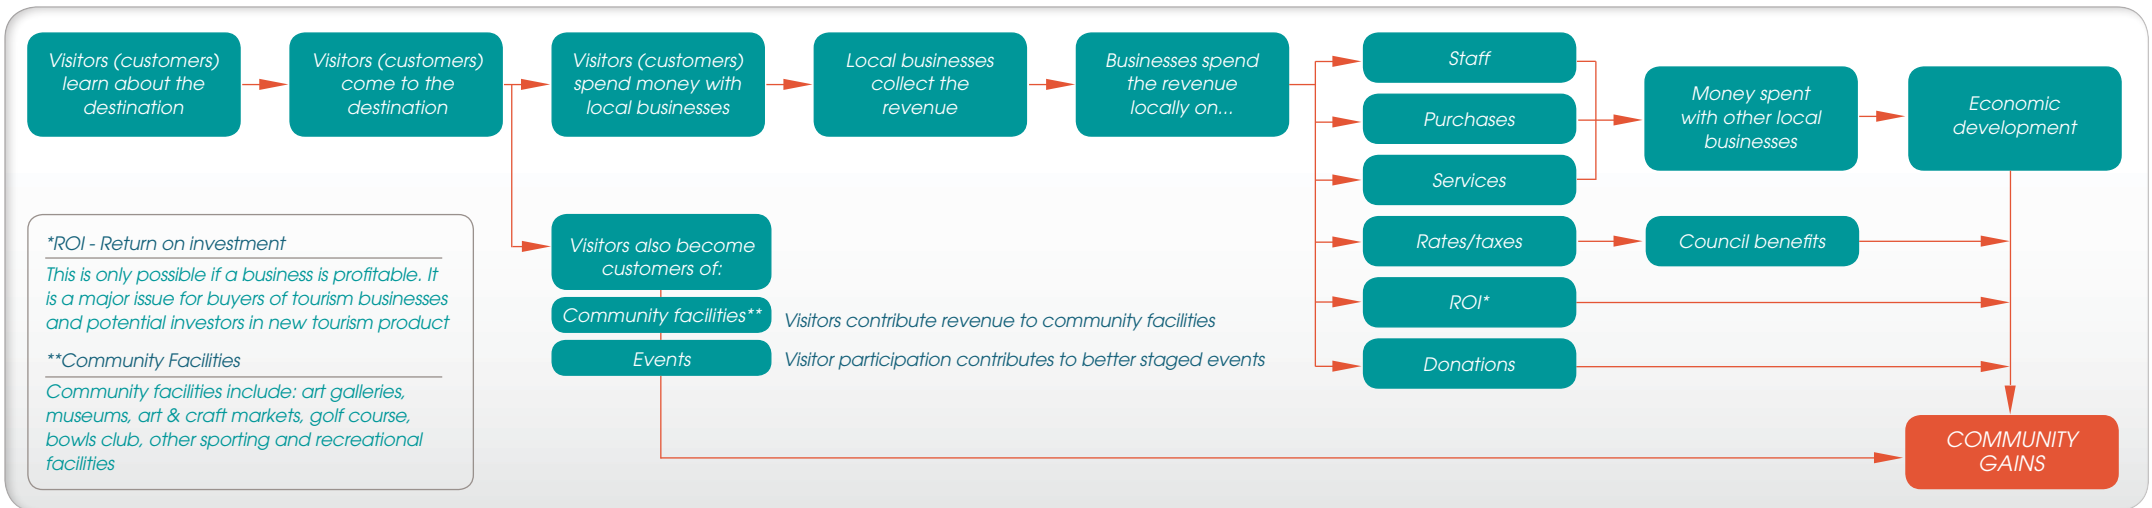 Visitors (customers)
learn about the
destination
Visitors (customers)
come to the
destination
Visitors (customers)
spend money with
local businesses
Local businesses
collect the
revenue
Businesses spend
the revenue
locally on...
Staff
Purchases
Services
Rates/taxes
ROI*
Donations
Money spent
with other local
businesses
Economic
development
Council benefits
Visitors also become
customers of:
Community facilities**
Visitors contribute revenue to community facilities
Events
Visitor participation contributes to better staged events
COMMUNITY
GAINS
*ROI - Return on investment
This is only possible if a business is profitable. It
is a major issue for buyers of tourism businesses
and potential investors in new tourism product
**Community Facilities
Community facilities include: art galleries,
museums, art & craft markets, golf course,
bowls club, other sporting and recreational
facilities